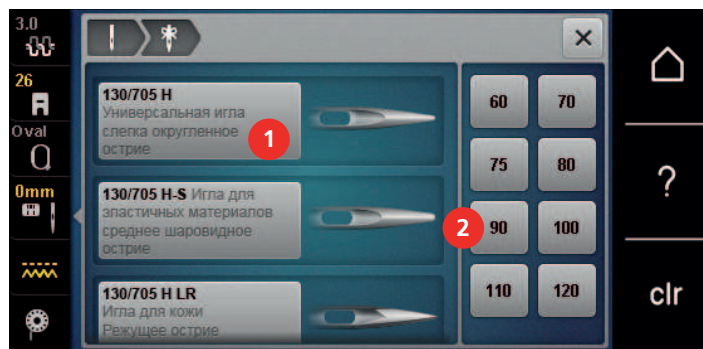 3.0
26
Oval
0mm
130/705 H
Универсальная игла
слегка округленное
острие
1
130/705 H-S Игла для
эластичных материалов
среднее шаровидное
острие
130/705 H LR
Игла для кожи
Режущее острие
60 70
75 80
2
90 100
110 120
?
clr